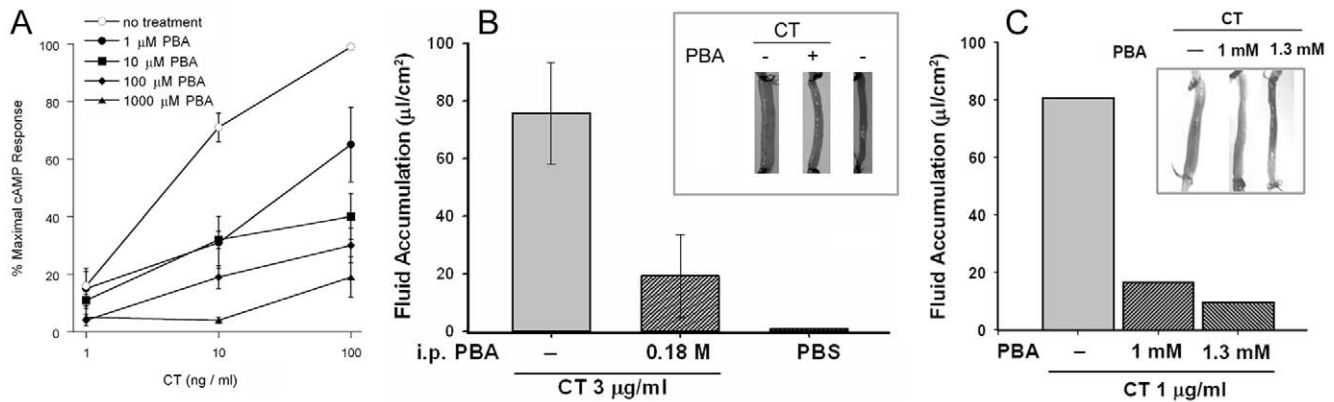 A
no treatment
1 μM PBA
10 μM PBA
100 μM PBA
1000 μM PBA
% Maximal cAMP Response
100
80
60
40
20
0
1
10
100
CT (ng / ml)
B
Fluid Accumulation (μl/cm²)
100
80
60
40
20
0
CT
PBA - + -
i.p. PBA – 0.18 M PBS
CT 3 μg/ml
C
CT
PBA — 1 mM 1.3 mM
Fluid Accumulation (μl/cm²)
100
80
60
40
20
0
PBA – 1 mM 1.3 mM
CT 1 μg/ml